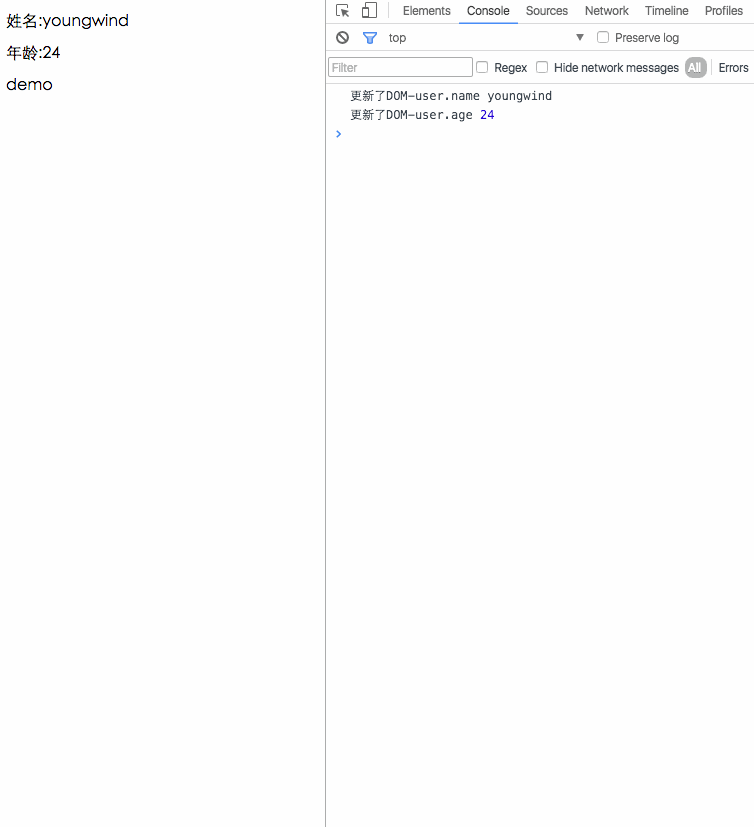 姓名:youngwind
年龄:24
demo
Elements Console Sources Network Timeline Profiles
top Preserve log
Filter Regex Hide network messages All Errors
更新了DOM-user.name youngwind
更新了DOM-user.age 24
>